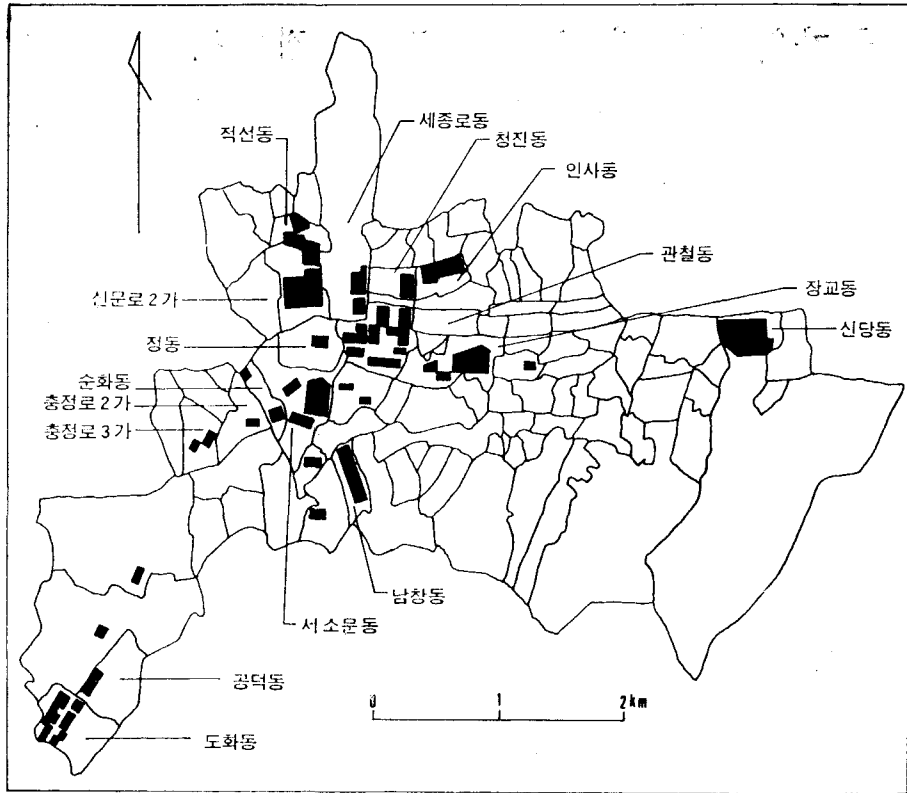 세종로동
적선동
청진동
인사동
관철동
장교동
신문로2가
신당동
정동
순화동
충정로2가
충정로3가
남창동
서소문동
공덕동
0 1 2km
도화동